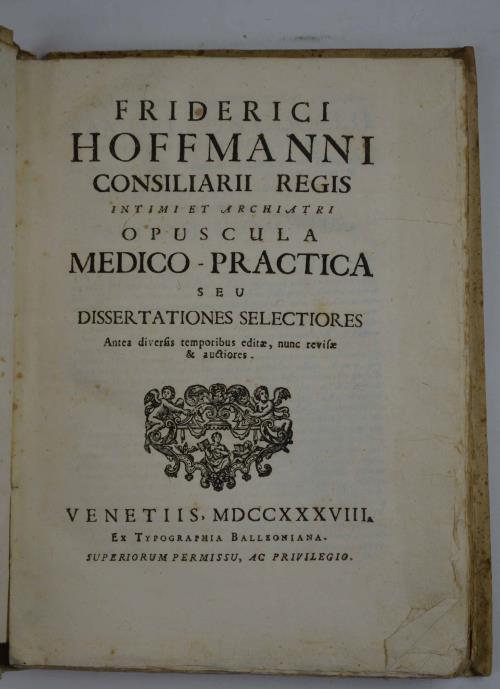 FRIDERICI
HOFFMANNI
CONSILIARII REGIS
INTIMI ET ARCHIATRI
OPUSCULA
MEDICO-PRACTICA
SEU
DISSERTATIONES SELECTIORES
Antea diversis temporibus editæ, nunc revisæ
& auctiores.
VENETIIS, MDCCXXXVIII.
EX TYPOGRAPHIA BALLEONIANA.
SUPERIORUM PERMISSU, AC PRIVILEGIO.